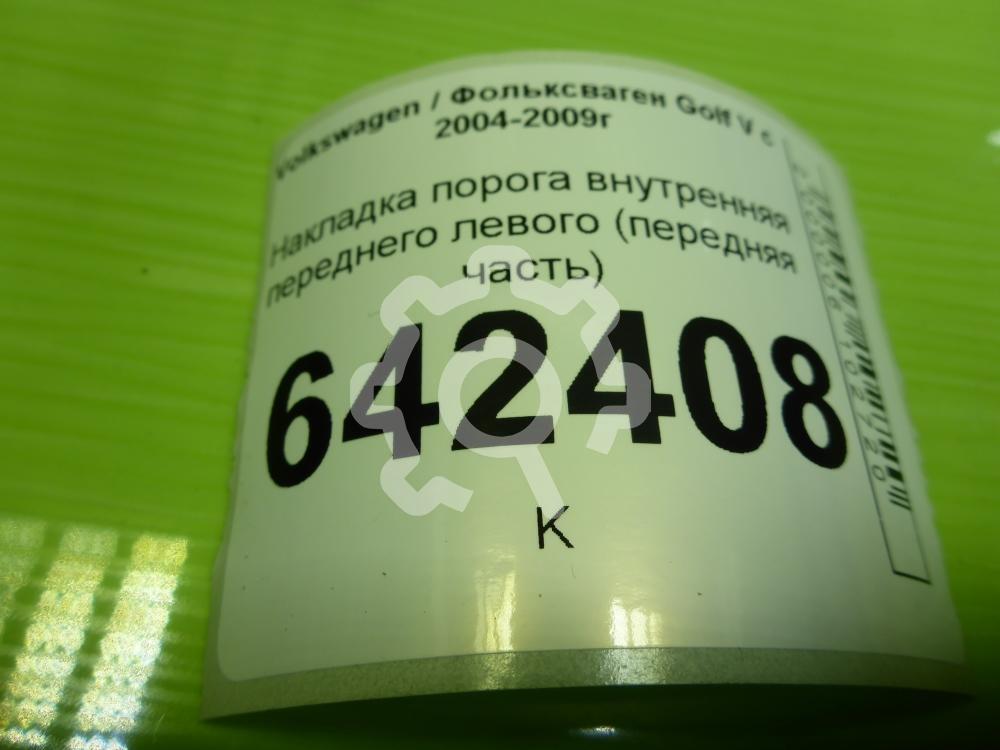 Volkswagen / Фольксваген Golf V с
2004-2009г
Накладка порога внутренняя
переднего левого (передняя
часть)
642408
K